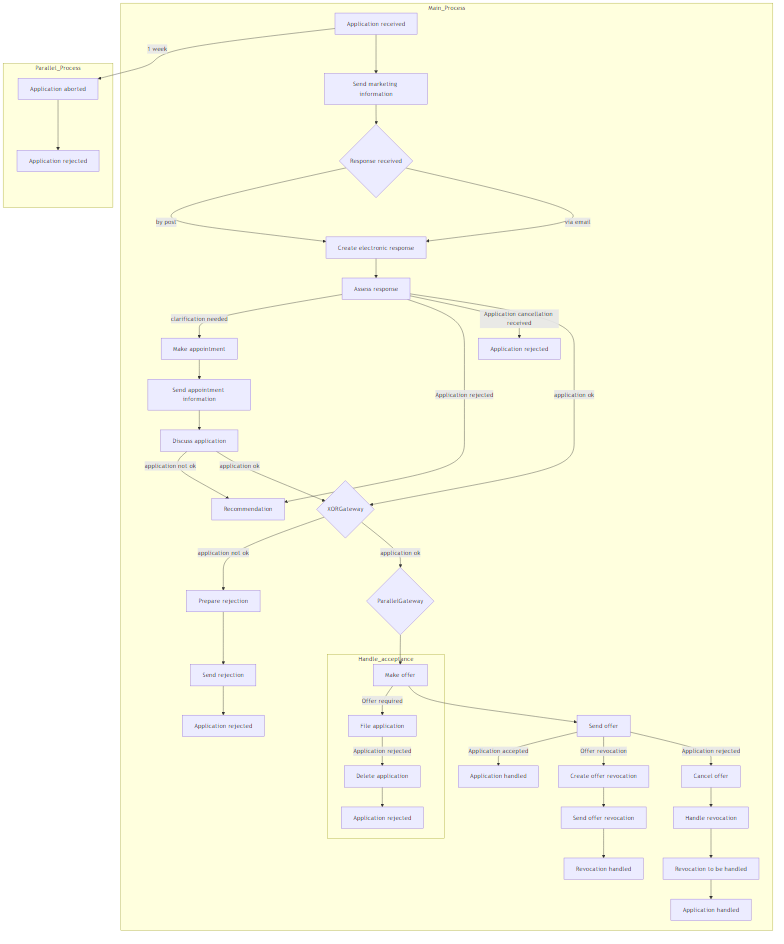 Main_Process
Application received
1 week
Parallel_Process
Application aborted
Application rejected
Send marketing
information
Response received
by post
via email
Create electronic response
Assess response
clarification needed
Application cancellation
received
Make appointment
Application rejected
Send appointment
information
Application rejected
application ok
Discuss application
application not ok
application ok
Recommendation
XORGateway
application not ok
application ok
Prepare rejection
ParallelGateway
Handle_acceptance
Send rejection
Make offer
Offer required
Application rejected
File application
Send offer
Application rejected
Application accepted
Offer revocation
Application rejected
Delete application
Application handled
Create offer revocation
Cancel offer
Application rejected
Send offer revocation
Handle revocation
Revocation handled
Revocation to be handled
Application handled